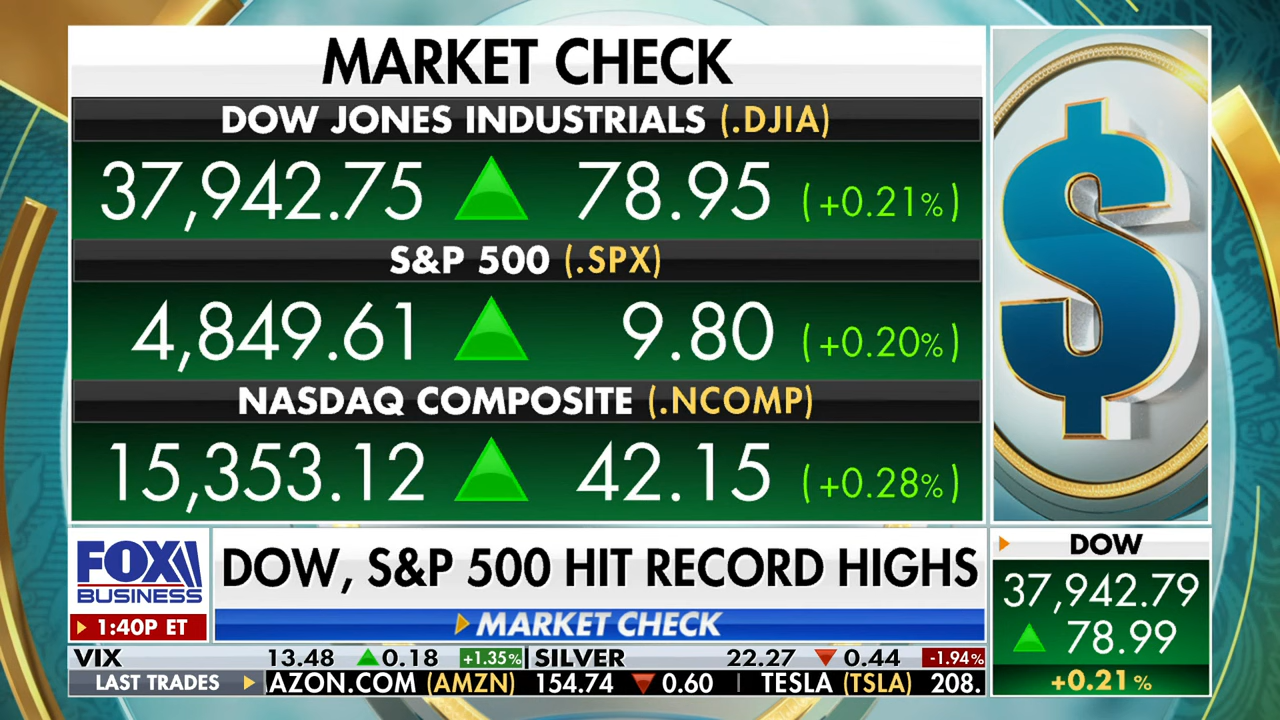 MARKET CHECK
DOW JONES INDUSTRIALS (.DJIA)
37,942.75 ▲ 78.95 (+0.21%)
S&P 500 (.SPX)
4,849.61 ▲ 9.80 (+0.20%)
NASDAQ COMPOSITE (.NCOMP)
15,353.12 ▲ 42.15 (+0.28%)
$
FOX BUSINESS
1:40P ET
DOW, S&P 500 HIT RECORD HIGHS
MARKET CHECK
DOW
37,942.79
▲ 78.99
+0.21%
VIX 13.48 ▲ 0.18 +1.35% SILVER 22.27 ▼ 0.44 -1.94%
LAST TRADES AZON.COM (AMZN) 154.74 ▼ 0.60 | TESLA (TSLA) 208.